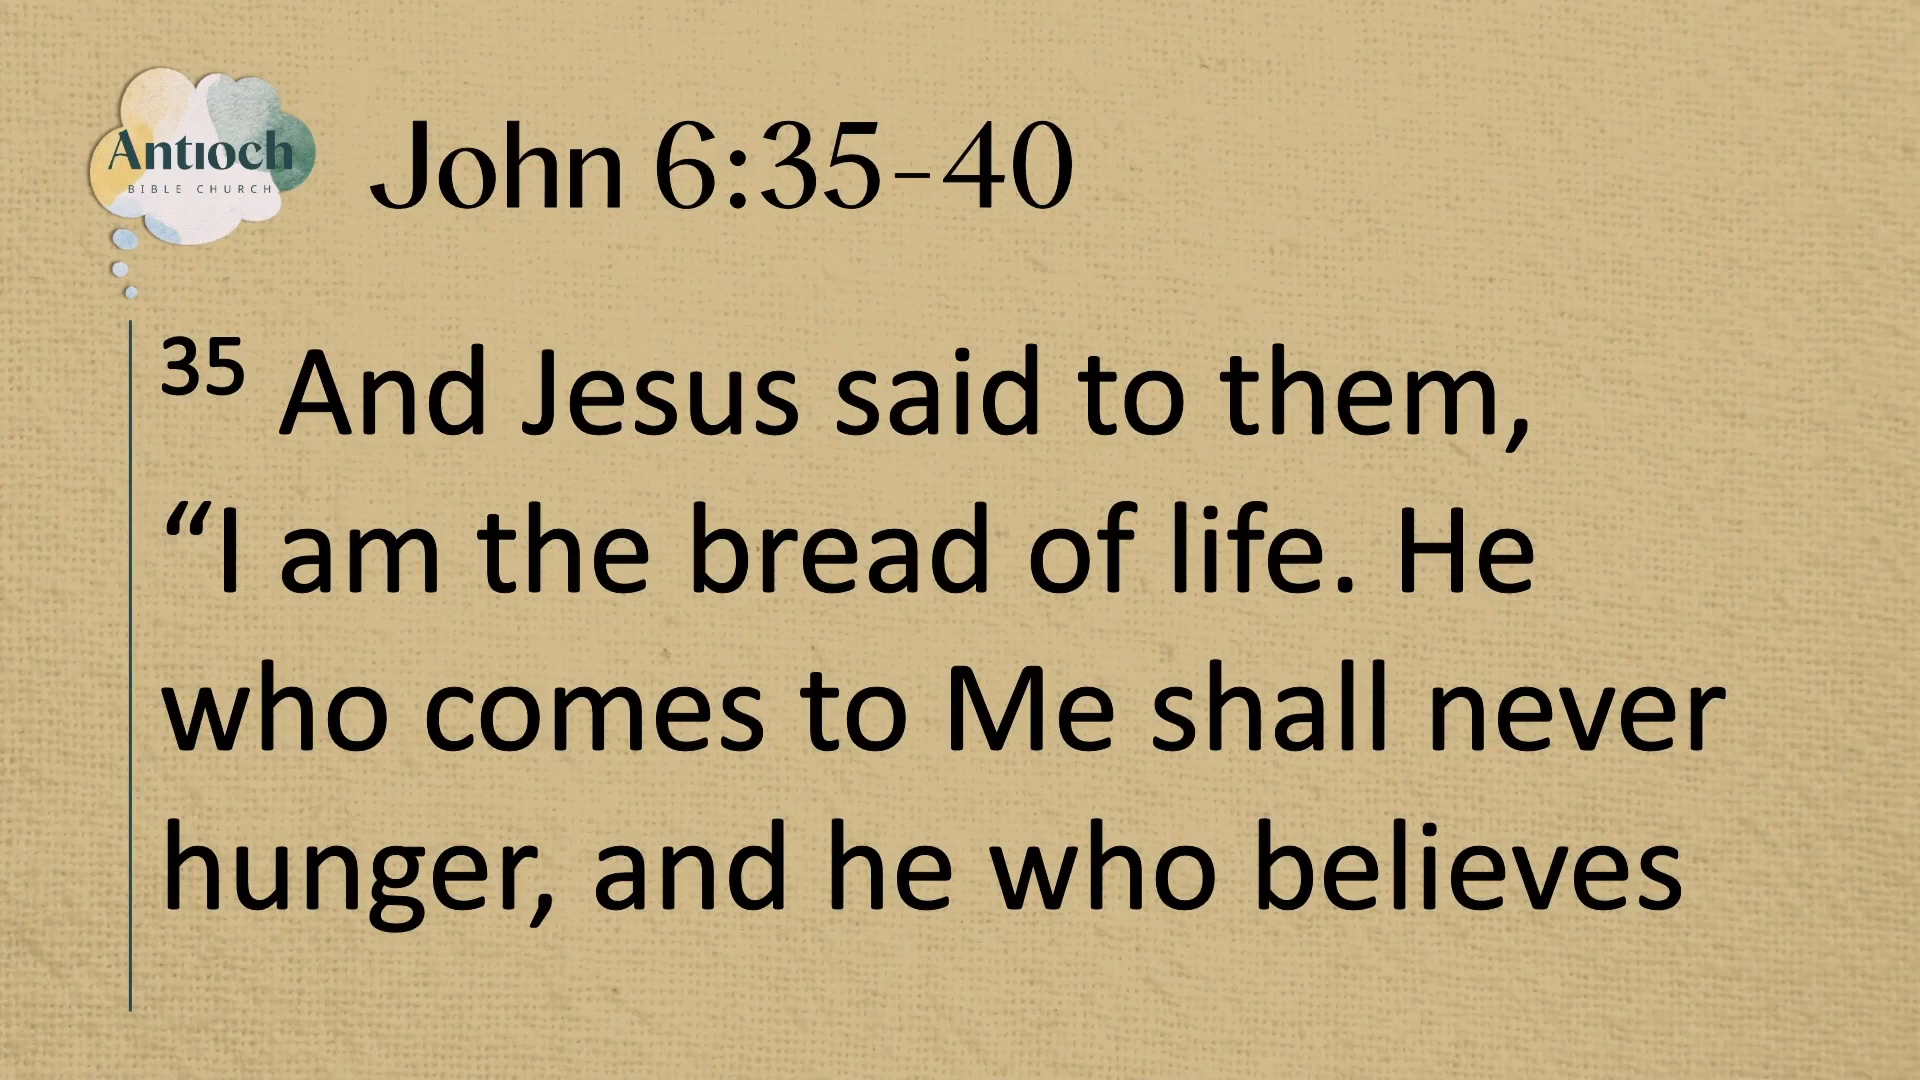 Antıoch
BIBLE CHURCH
John 6:35-40
35 And Jesus said to them,
“I am the bread of life. He
who comes to Me shall never
hunger, and he who believes